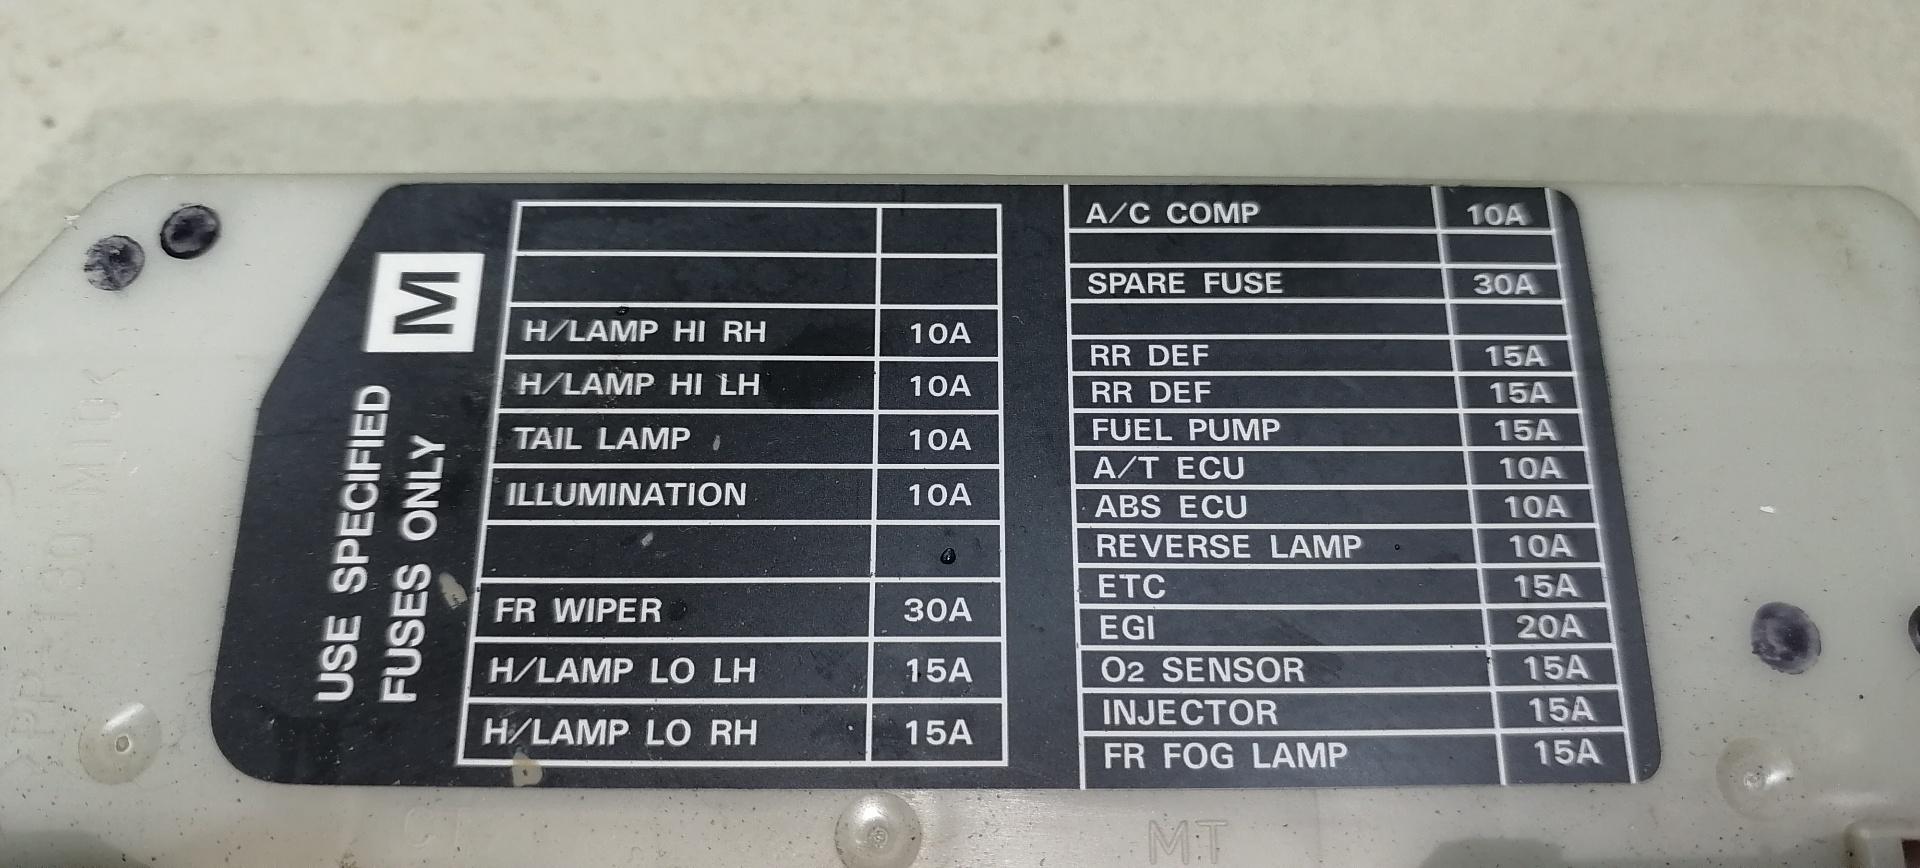 M
USE SPECIFIED
FUSES ONLY
H/LAMP HI RH 10A
H/LAMP HI LH 10A
TAIL LAMP 10A
ILLUMINATION 10A
FR WIPER 30A
H/LAMP LO LH 15A
H/LAMP LO RH 15A
A/C COMP 10A
SPARE FUSE 30A
RR DEF 15A
RR DEF 15A
FUEL PUMP 15A
A/T ECU 10A
ABS ECU 10A
REVERSE LAMP 10A
ETC 15A
EGI 20A
O2 SENSOR 15A
INJECTOR 15A
FR FOG LAMP 15A
MT